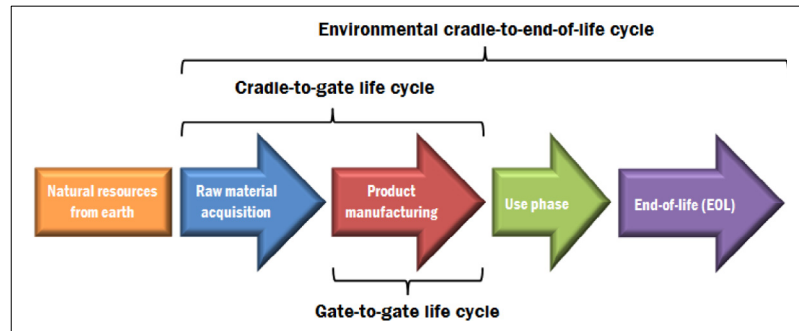 Environmental cradle-to-end-of-life cycle
Cradle-to-gate life cycle
Natural resources
from earth
Raw material
acquisition
Product
manufacturing
Use phase
End-of-life (EOL)
Gate-to-gate life cycle